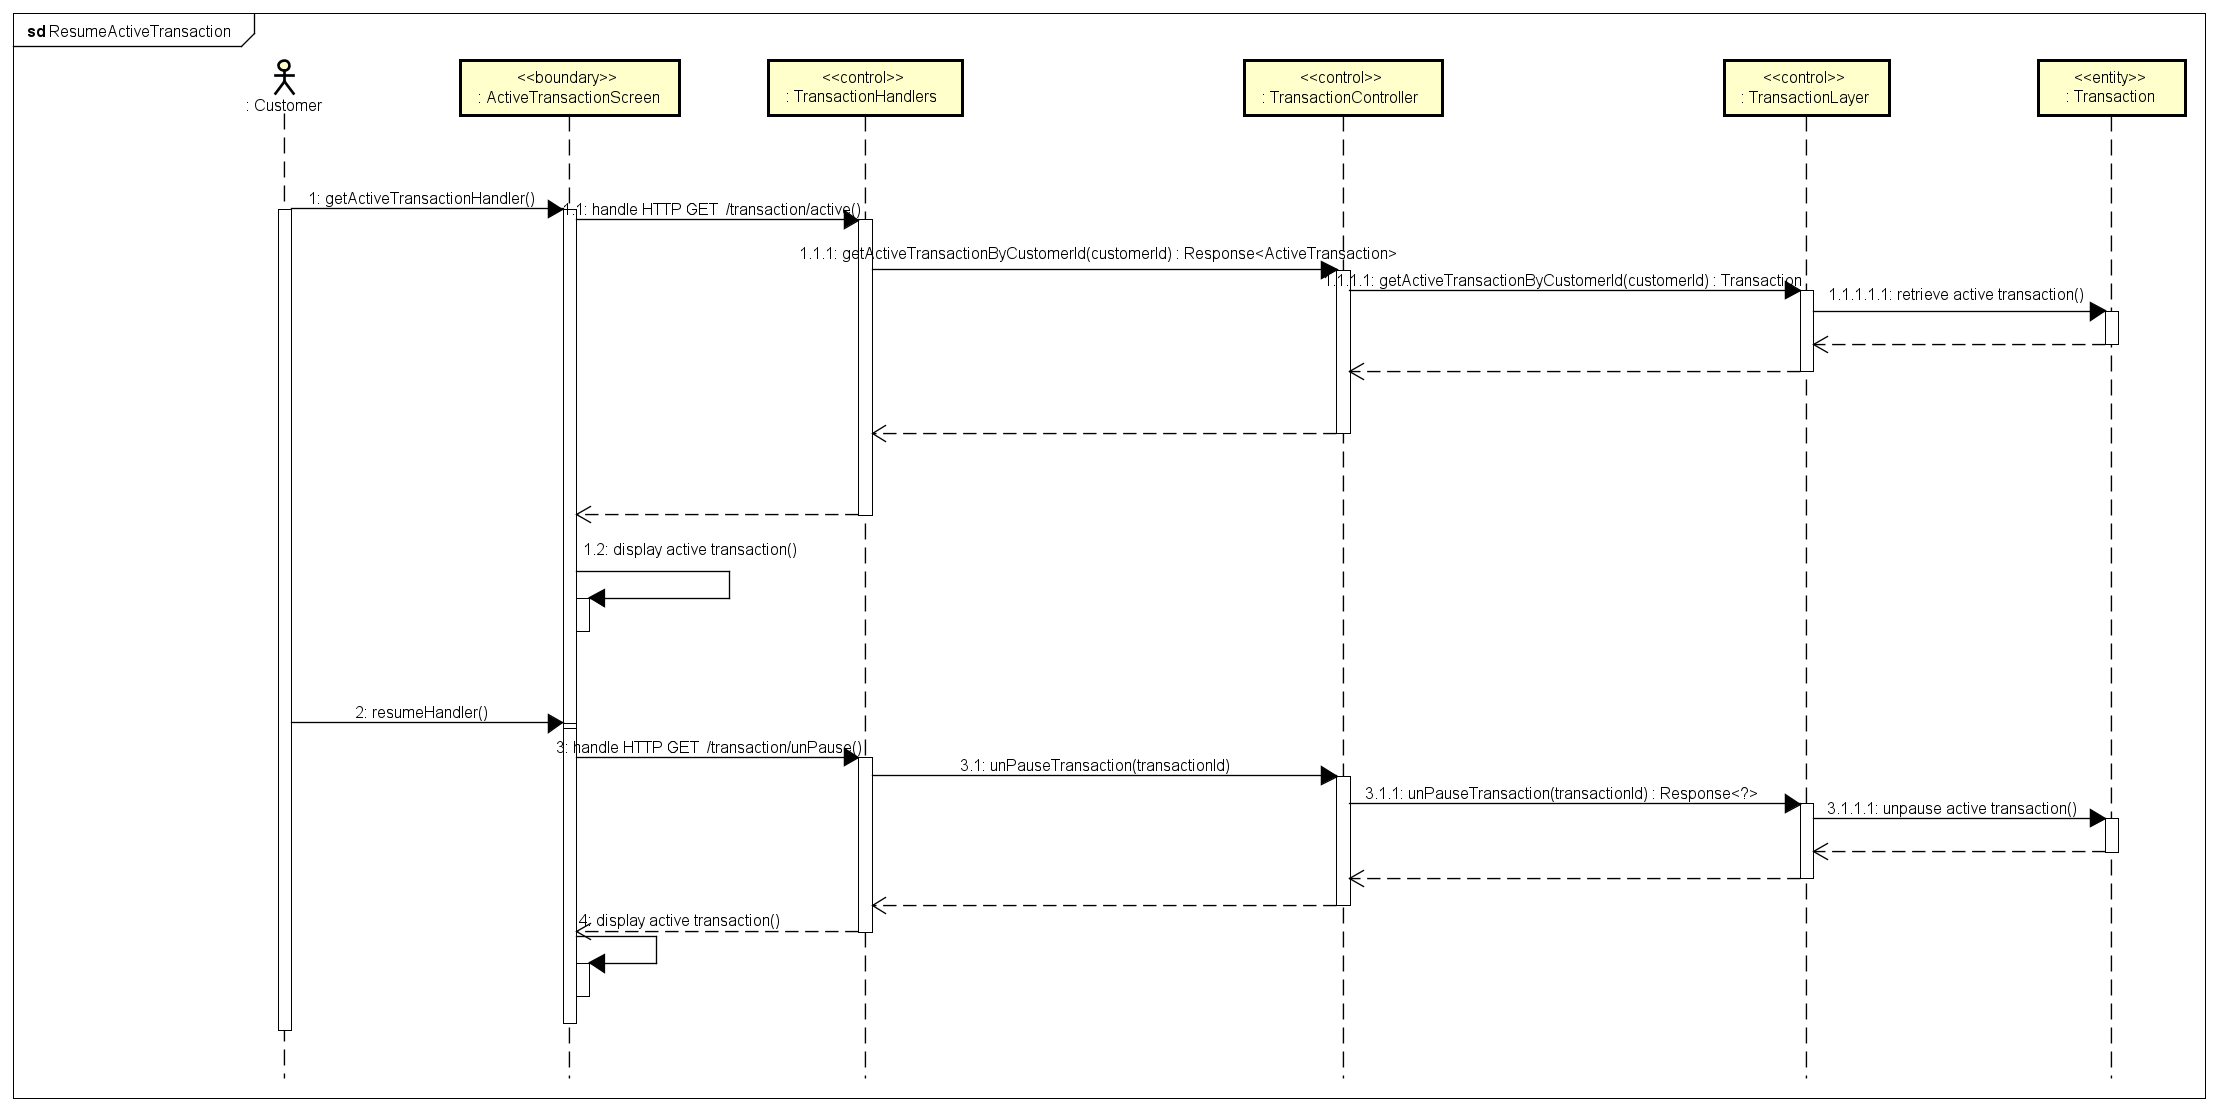 sd ResumeActiveTransaction
: Customer
<<boundary>>
: ActiveTransactionScreen
<<control>>
: TransactionHandlers
<<control>>
: TransactionController
<<control>>
: TransactionLayer
<<entity>>
: Transaction
1: getActiveTransactionHandler()
1.1: handle HTTP GET  /transaction/active()
1.1.1: getActiveTransactionByCustomerId(customerId) : Response<ActiveTransaction>
1.1.1.1: getActiveTransactionByCustomerId(customerId) : Transaction
1.1.1.1.1: retrieve active transaction()
1.2: display active transaction()
2: resumeHandler()
3: handle HTTP GET  /transaction/unPause()
3.1: unPauseTransaction(transactionId)
3.1.1: unPauseTransaction(transactionId) : Response<?>
3.1.1.1: unpause active transaction()
4: display active transaction()